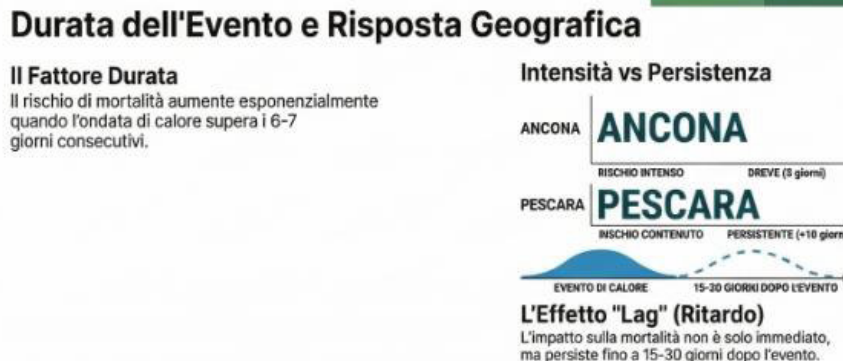 Durata dell'Evento e Risposta Geografica
Il Fattore Durata
Il rischio di mortalità aumente esponenzialmente
quando l'ondata di calore supera i 6-7
giorni consecutivi.
Intensità vs Persistenza
ANCONA
ANCONA
RISCHIO INTENSO DREVE (5 giorni)
PESCARA
PESCARA
INSCHIO CONTENUTO PERSISTENTE (+10 giorn
EVENTO DI CALORE 15-30 GIORNI DOPO L'EVENTO
L'Effetto "Lag" (Ritardo)
L'impatto sulla mortalità non è solo immediato,
ma persiste fino a 15-30 giorni dopo l'evento.